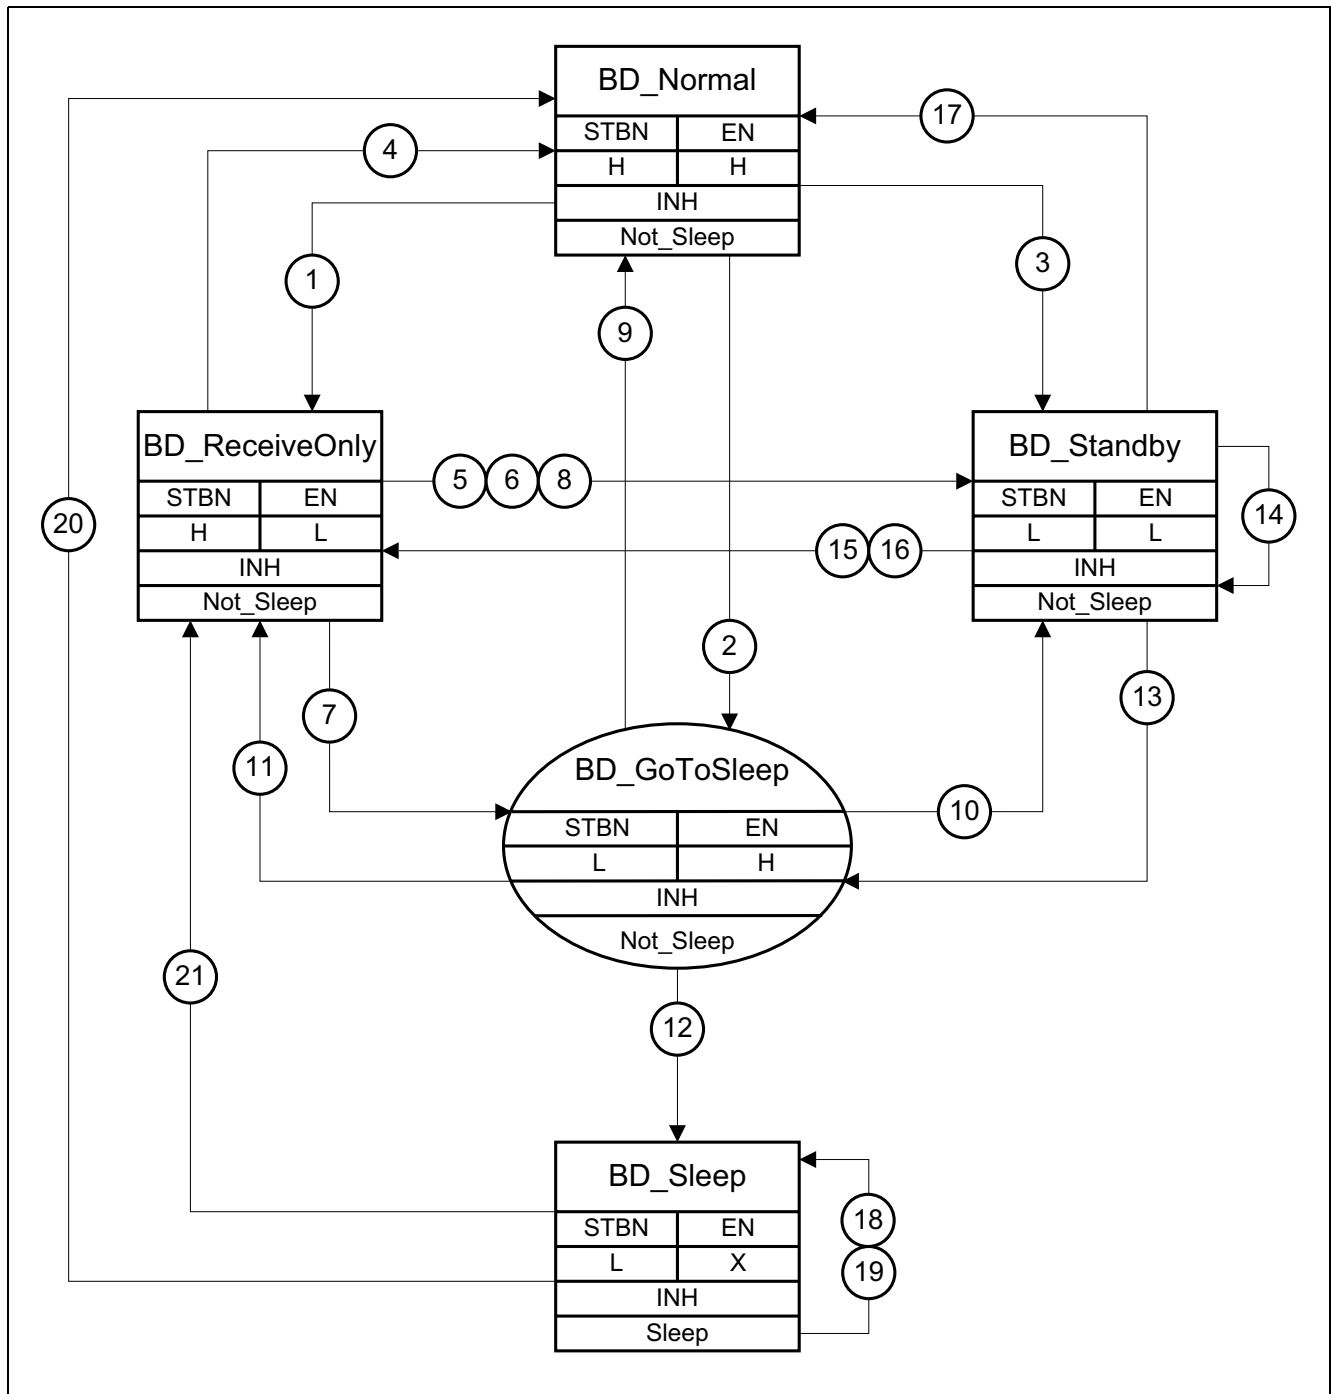 BD_Normal
17
STBN EN
4
H H
INH
Not_Sleep
3
1
9
BD_ReceiveOnly
BD_Standby
5 6 8
STBN EN
STBN EN
14
20
H L
L L
15 16
INH
INH
Not_Sleep
Not_Sleep
2
13
7
11
BD_GoToSleep
10
STBN EN
L H
INH
Not_Sleep
21
12
BD_Sleep
18
STBN EN
L X
19
INH
Sleep